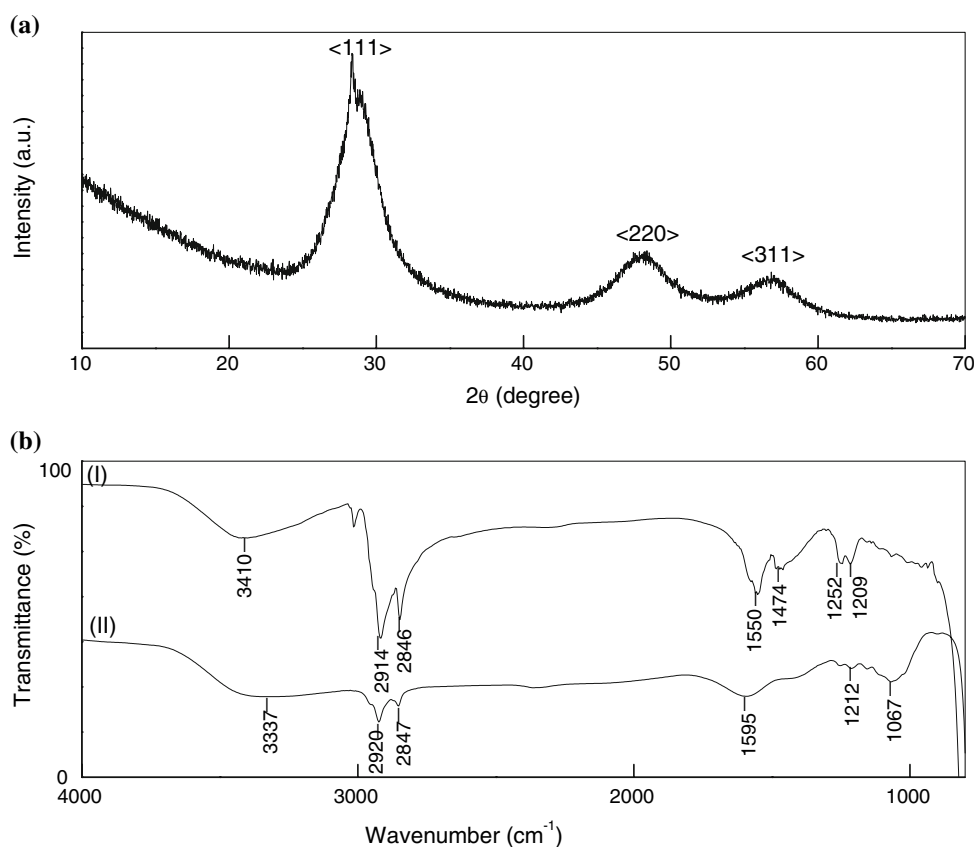 (a)
<111>
<220>
<311>
Intensity (a.u.)
10 20 30 40 50 60 70
2θ (degree)
(b)
100
(I)
3410
2914
2846
1550
1474
1252
1209
(II)
3337
2920
2847
1595
1212
1067
Transmittance (%)
0
4000 3000 2000 1000
Wavenumber (cm⁻¹)